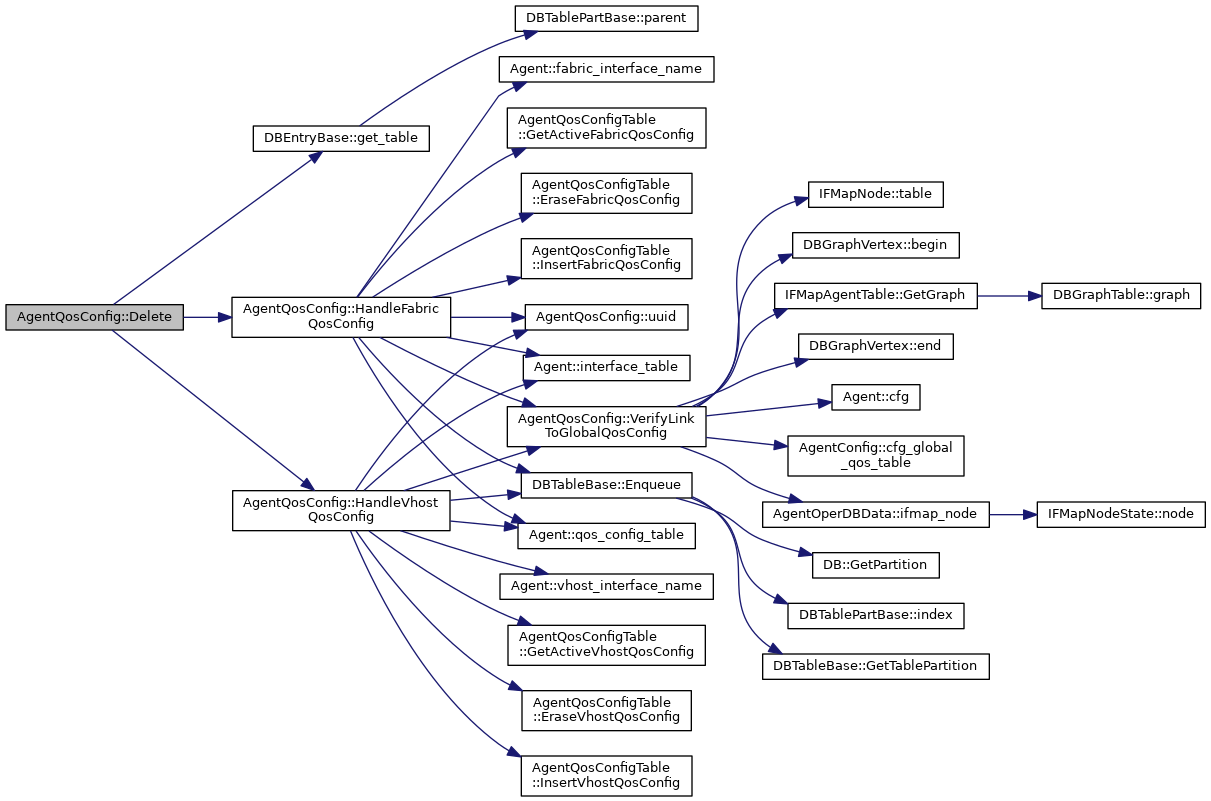 AgentQosConfig::Delete
DBEntryBase::get_table
AgentQosConfig::HandleFabric
QosConfig
AgentQosConfig::HandleVhost
QosConfig
DBTablePartBase::parent
Agent::fabric_interface_name
AgentQosConfigTable
::GetActiveFabricQosConfig
AgentQosConfigTable
::EraseFabricQosConfig
AgentQosConfigTable
::InsertFabricQosConfig
AgentQosConfig::uuid
Agent::interface_table
AgentQosConfig::VerifyLink
ToGlobalQosConfig
DBTableBase::Enqueue
Agent::qos_config_table
Agent::vhost_interface_name
AgentQosConfigTable
::GetActiveVhostQosConfig
AgentQosConfigTable
::EraseVhostQosConfig
AgentQosConfigTable
::InsertVhostQosConfig
IFMapNode::table
DBGraphVertex::begin
IFMapAgentTable::GetGraph
DBGraphVertex::end
Agent::cfg
AgentConfig::cfg_global
_qos_table
AgentOperDBData::ifmap_node
DB::GetPartition
DBTablePartBase::index
DBTableBase::GetTablePartition
DBGraphTable::graph
IFMapNodeState::node